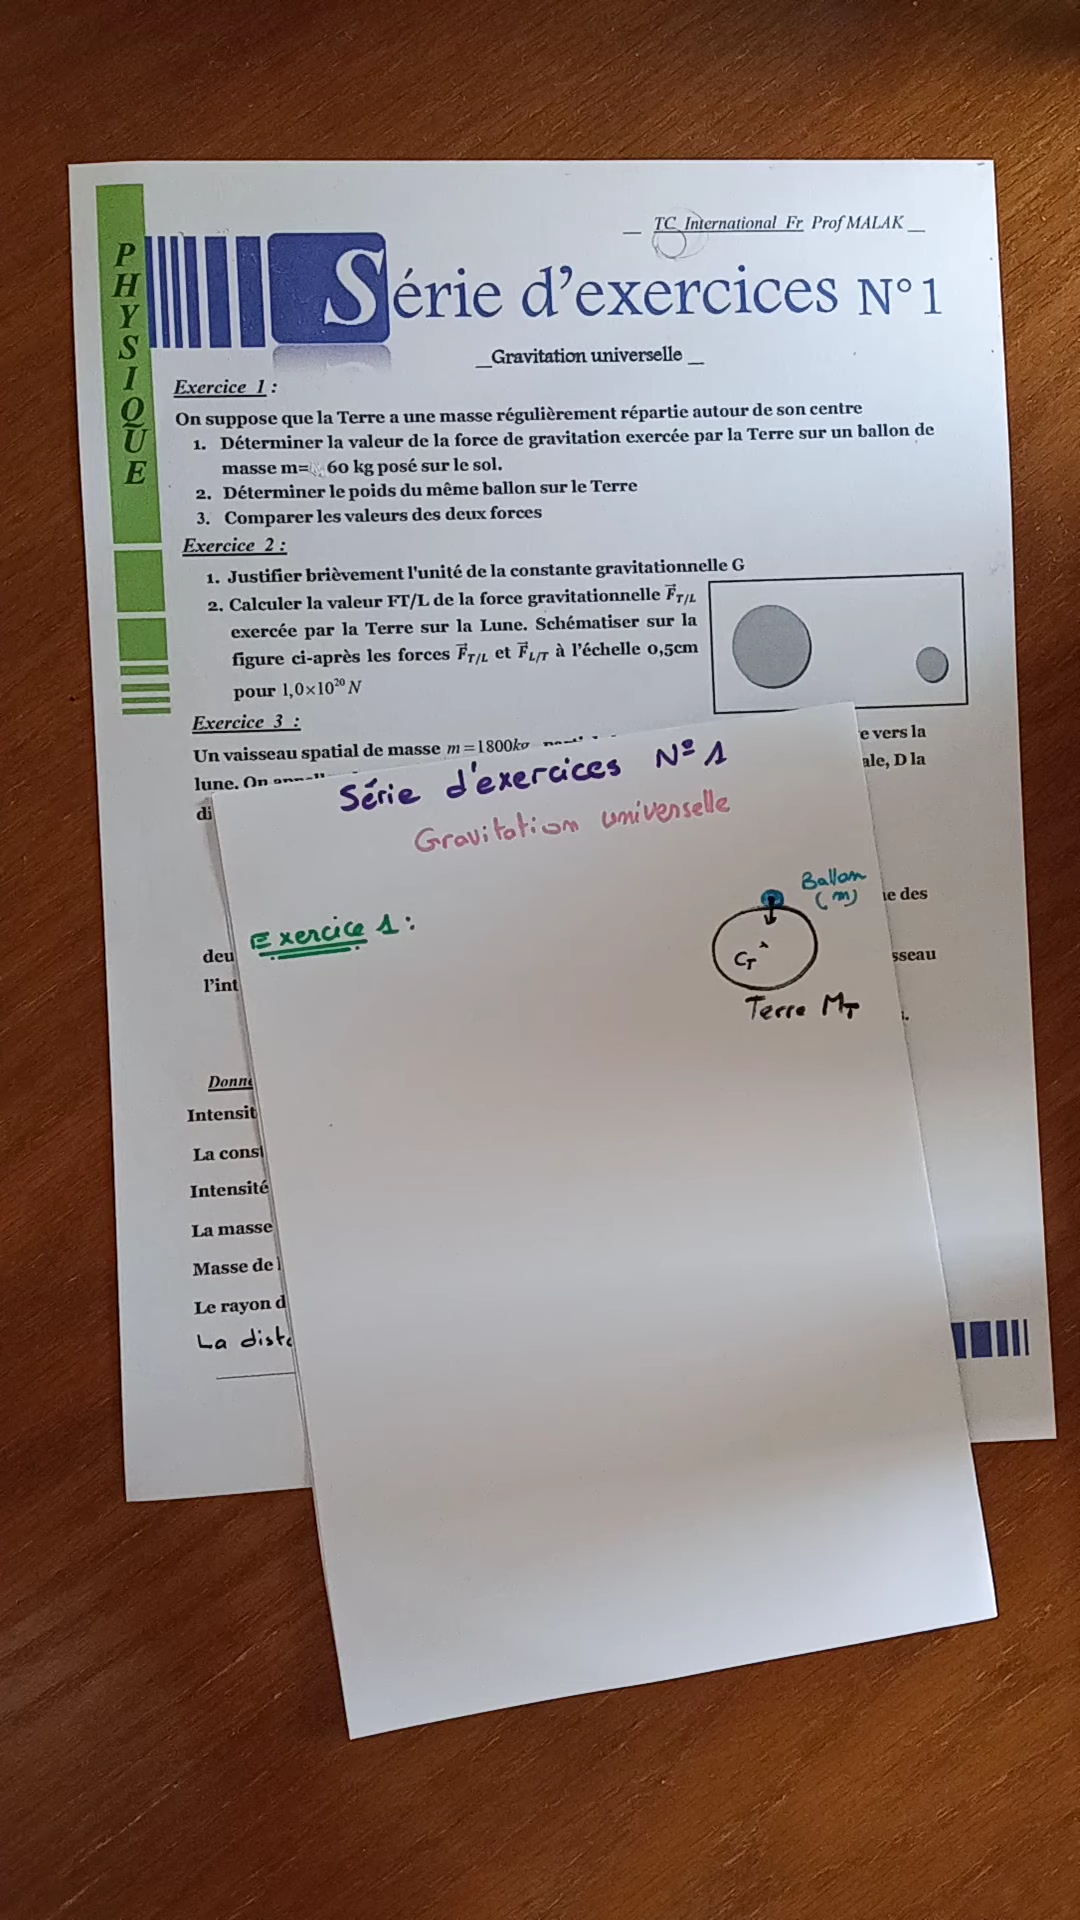 TC International Fr Prof MALAK
PHYSIQUE
Série d'exercices N°1
Gravitation universelle
Exercice 1 :
On suppose que la Terre a une masse régulièrement répartie autour de son centre
1. Déterminer la valeur de la force de gravitation exercée par la Terre sur un ballon de
masse m= 60 kg posé sur le sol.
2. Déterminer le poids du même ballon sur le Terre
3. Comparer les valeurs des deux forces
Exercice 2 :
1. Justifier brièvement l'unité de la constante gravitationnelle G
2. Calculer la valeur FT/L de la force gravitationnelle F⃗T/L
exercée par la Terre sur la Lune. Schématiser sur la
figure ci-après les forces F⃗T/L et F⃗L/T à l'échelle 0,5cm
pour 1,0×10²⁰ N
Exercice 3 :
Un vaisseau spatial de masse m=1800kg e vers la
lune. On ale, D la
di
ie des
deu sseau
l'int
Donné
Intensit
La const
Intensité
La masse
Masse de l
Le rayon d
La dista
Série d'exercices N° 1
Gravitation universelle
Exercice 1 :
Ballon
(m)
CT
Terre MT